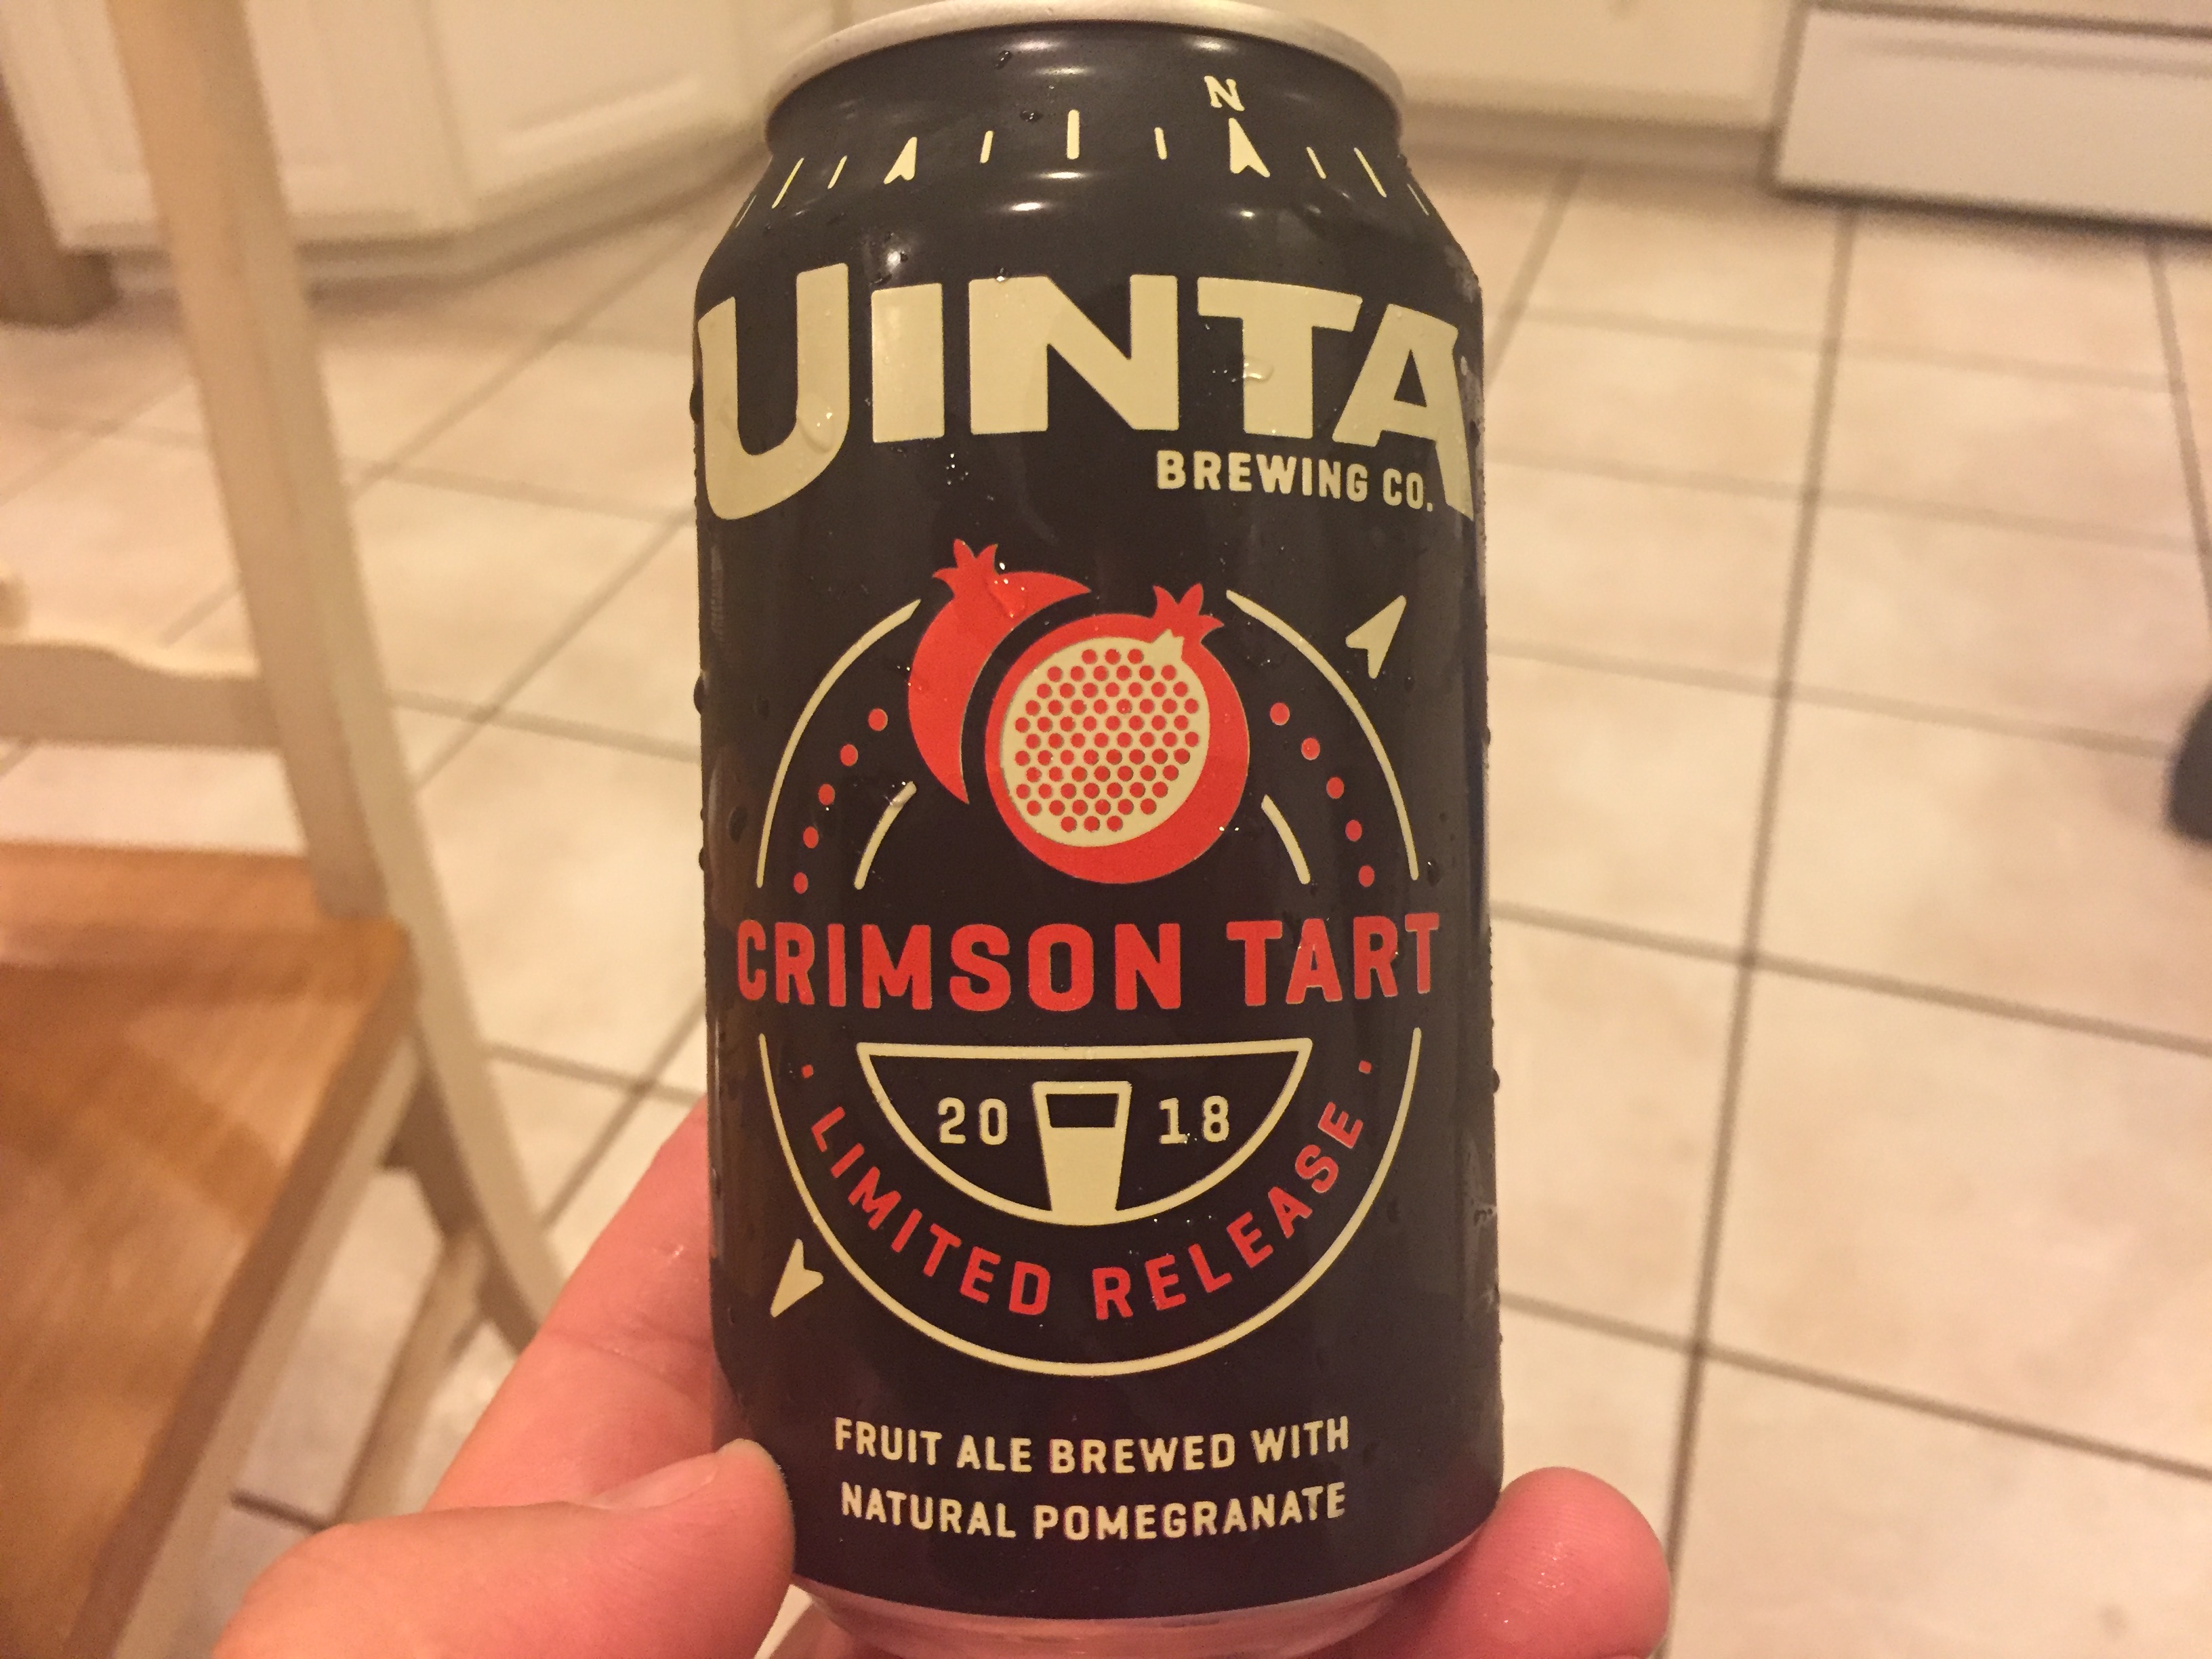 N
UINTA
BREWING CO.
CRIMSON TART
20 18
LIMITED RELEASE
FRUIT ALE BREWED WITH
NATURAL POMEGRANATE